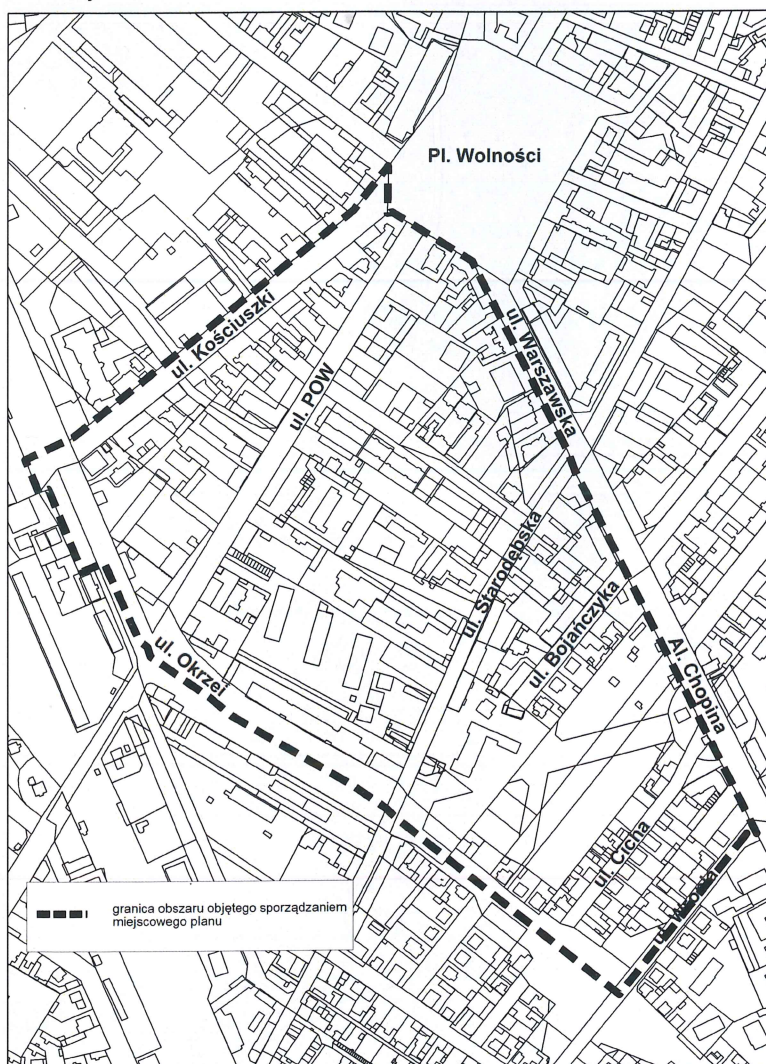 Pl. Wolności
ul. Kościuszki
ul. POW
ul. Warszawska
ul. Starodębska
ul. Bojańczyka
ul. Okrzei
Al. Chopina
ul. Cicha
granica obszaru objętego sporządzaniem
miejscowego planu